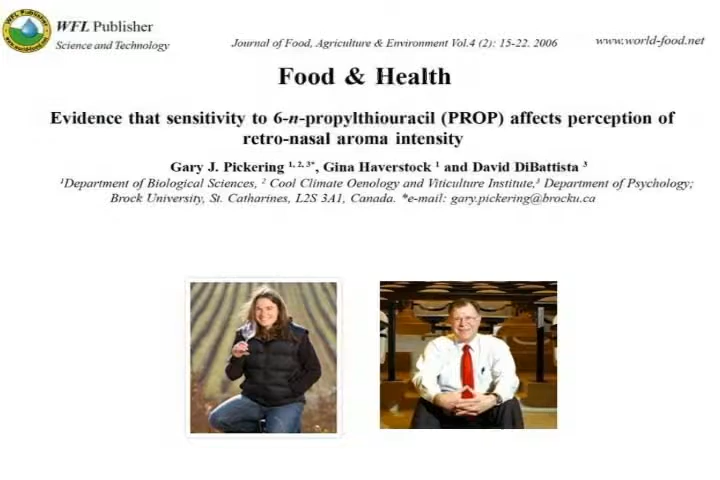 WFL Publisher
Science and Technology
Journal of Food, Agriculture & Environment Vol.4 (2): 15-22. 2006
www.world-food.net
Food & Health
Evidence that sensitivity to 6-n-propylthiouracil (PROP) affects perception of
retro-nasal aroma intensity
Gary J. Pickering 1, 2, 3*, Gina Haverstock 1 and David DiBattista 3
1Department of Biological Sciences, 2 Cool Climate Oenology and Viticulture Institute,3 Department of Psychology;
Brock University, St. Catharines, L2S 3A1, Canada. *e-mail: gary.pickering@brocku.ca